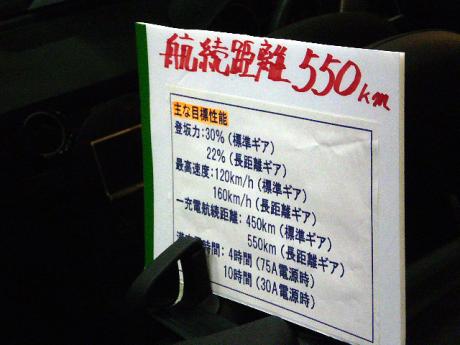 航続距離 550km
主な目標性能
登坂力:30%(標準ギア)
22%(長距離ギア)
最高速度:120km/h(標準ギア)
160km/h(長距離ギア)
一充電航続距離:450km(標準ギア)
550km(長距離ギア)
時間:4時間(75A電源時)
10時間(30A電源時)